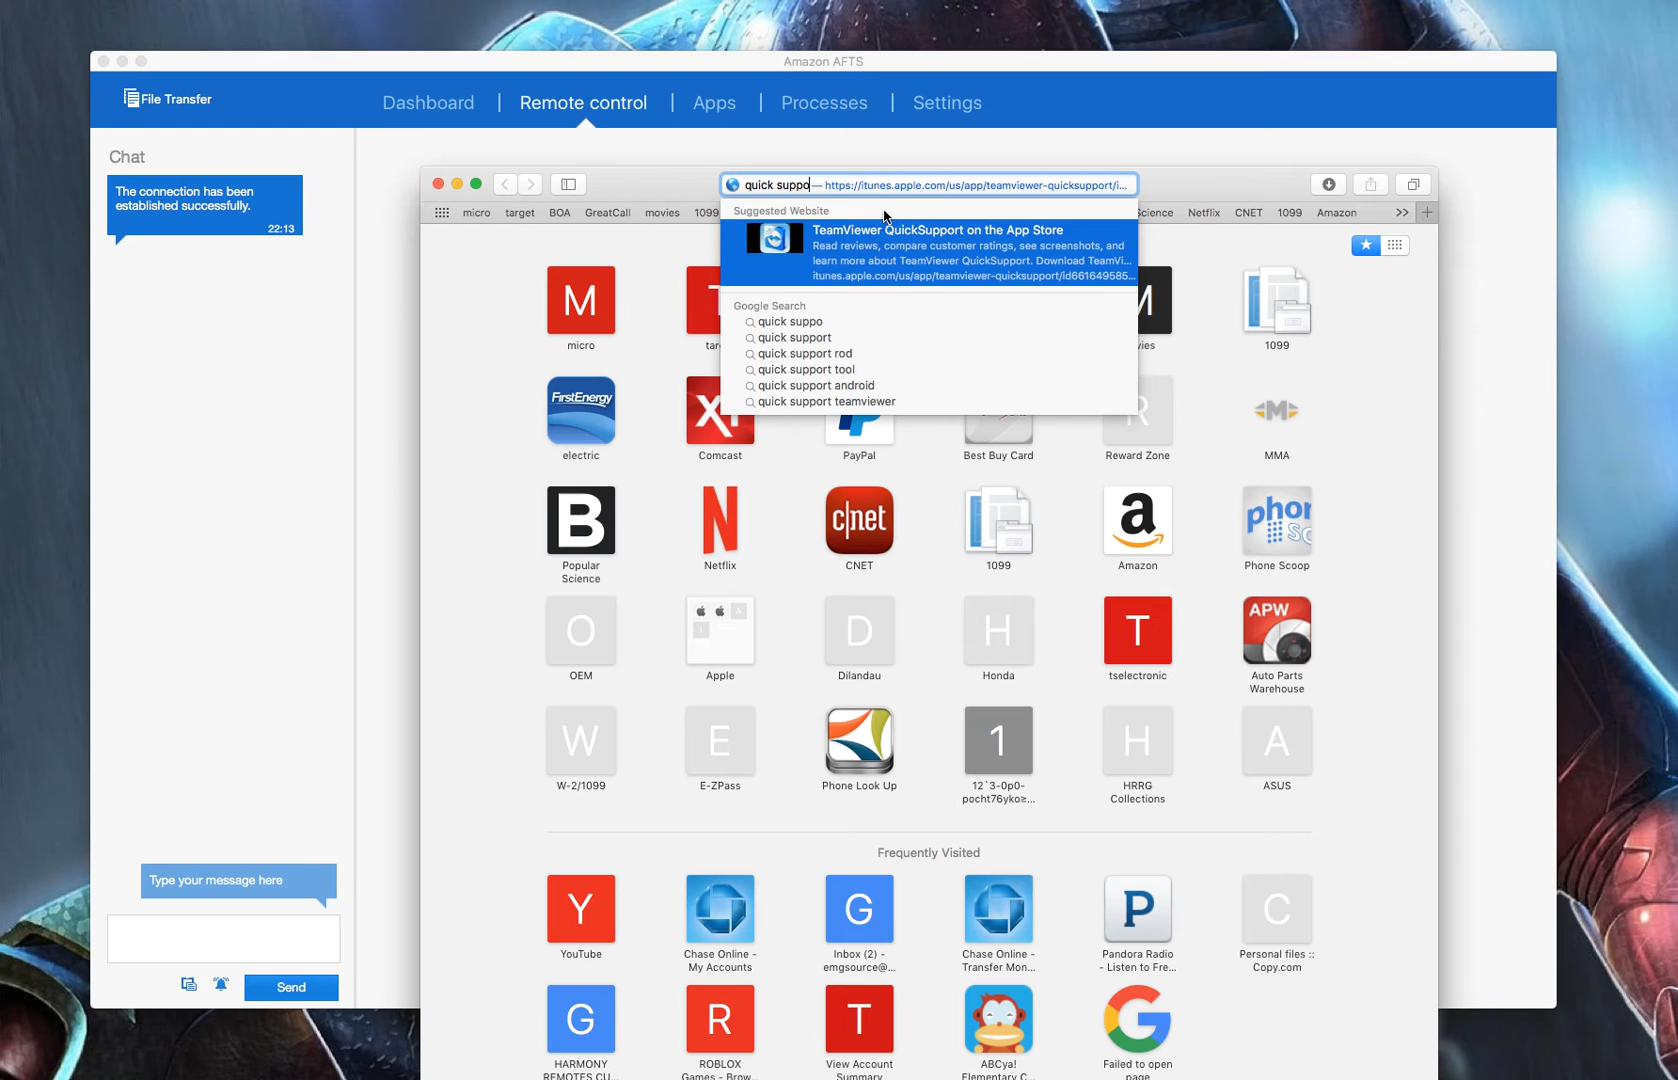 Amazon AFTS
File Transfer
Dashboard | Remote control | Apps | Processes | Settings
Chat
The connection has been
established successfully.
22:13
Type your message here
Send
quick suppo — https://itunes.apple.com/us/app/teamviewer-quicksupport/i...
micro target BOA GreatCall movies 1099 Science Netflix CNET 1099 Amazon >>
Suggested Website
TeamViewer QuickSupport on the App Store
Read reviews, compare customer ratings, see screenshots, and
learn more about TeamViewer QuickSupport. Download TeamVi...
itunes.apple.com/us/app/teamviewer-quicksupport/id661649585...
Google Search
quick suppo
quick support
quick support rod
quick support tool
quick support android
quick support teamviewer
M T M
micro tar vies 1099
FirstEnergy X R M
electric Comcast PayPal Best Buy Card Reward Zone MMA
B N c|net a phon
Sc
Popular
Science
Netflix CNET 1099 Amazon Phone Scoop
O A D H T APW
OEM Apple Dilandau Honda tselectronic Auto Parts
Warehouse
W E 1 H A
W-2/1099 E-ZPass Phone Look Up 12`3-0p0-
pocht76yko≥...
HRRG
Collections
ASUS
Frequently Visited
Y G P C
YouTube
Chase Online -
My Accounts
Inbox (2) -
emgsource@...
Chase Online -
Transfer Mon...
Pandora Radio
- Listen to Fre...
Personal files ::
Copy.com
G R T G
HARMONY
REMOTES CU...
ROBLOX
Games - Brow...
View Account
Summary
ABCya!
Elementary C...
Failed to open
page